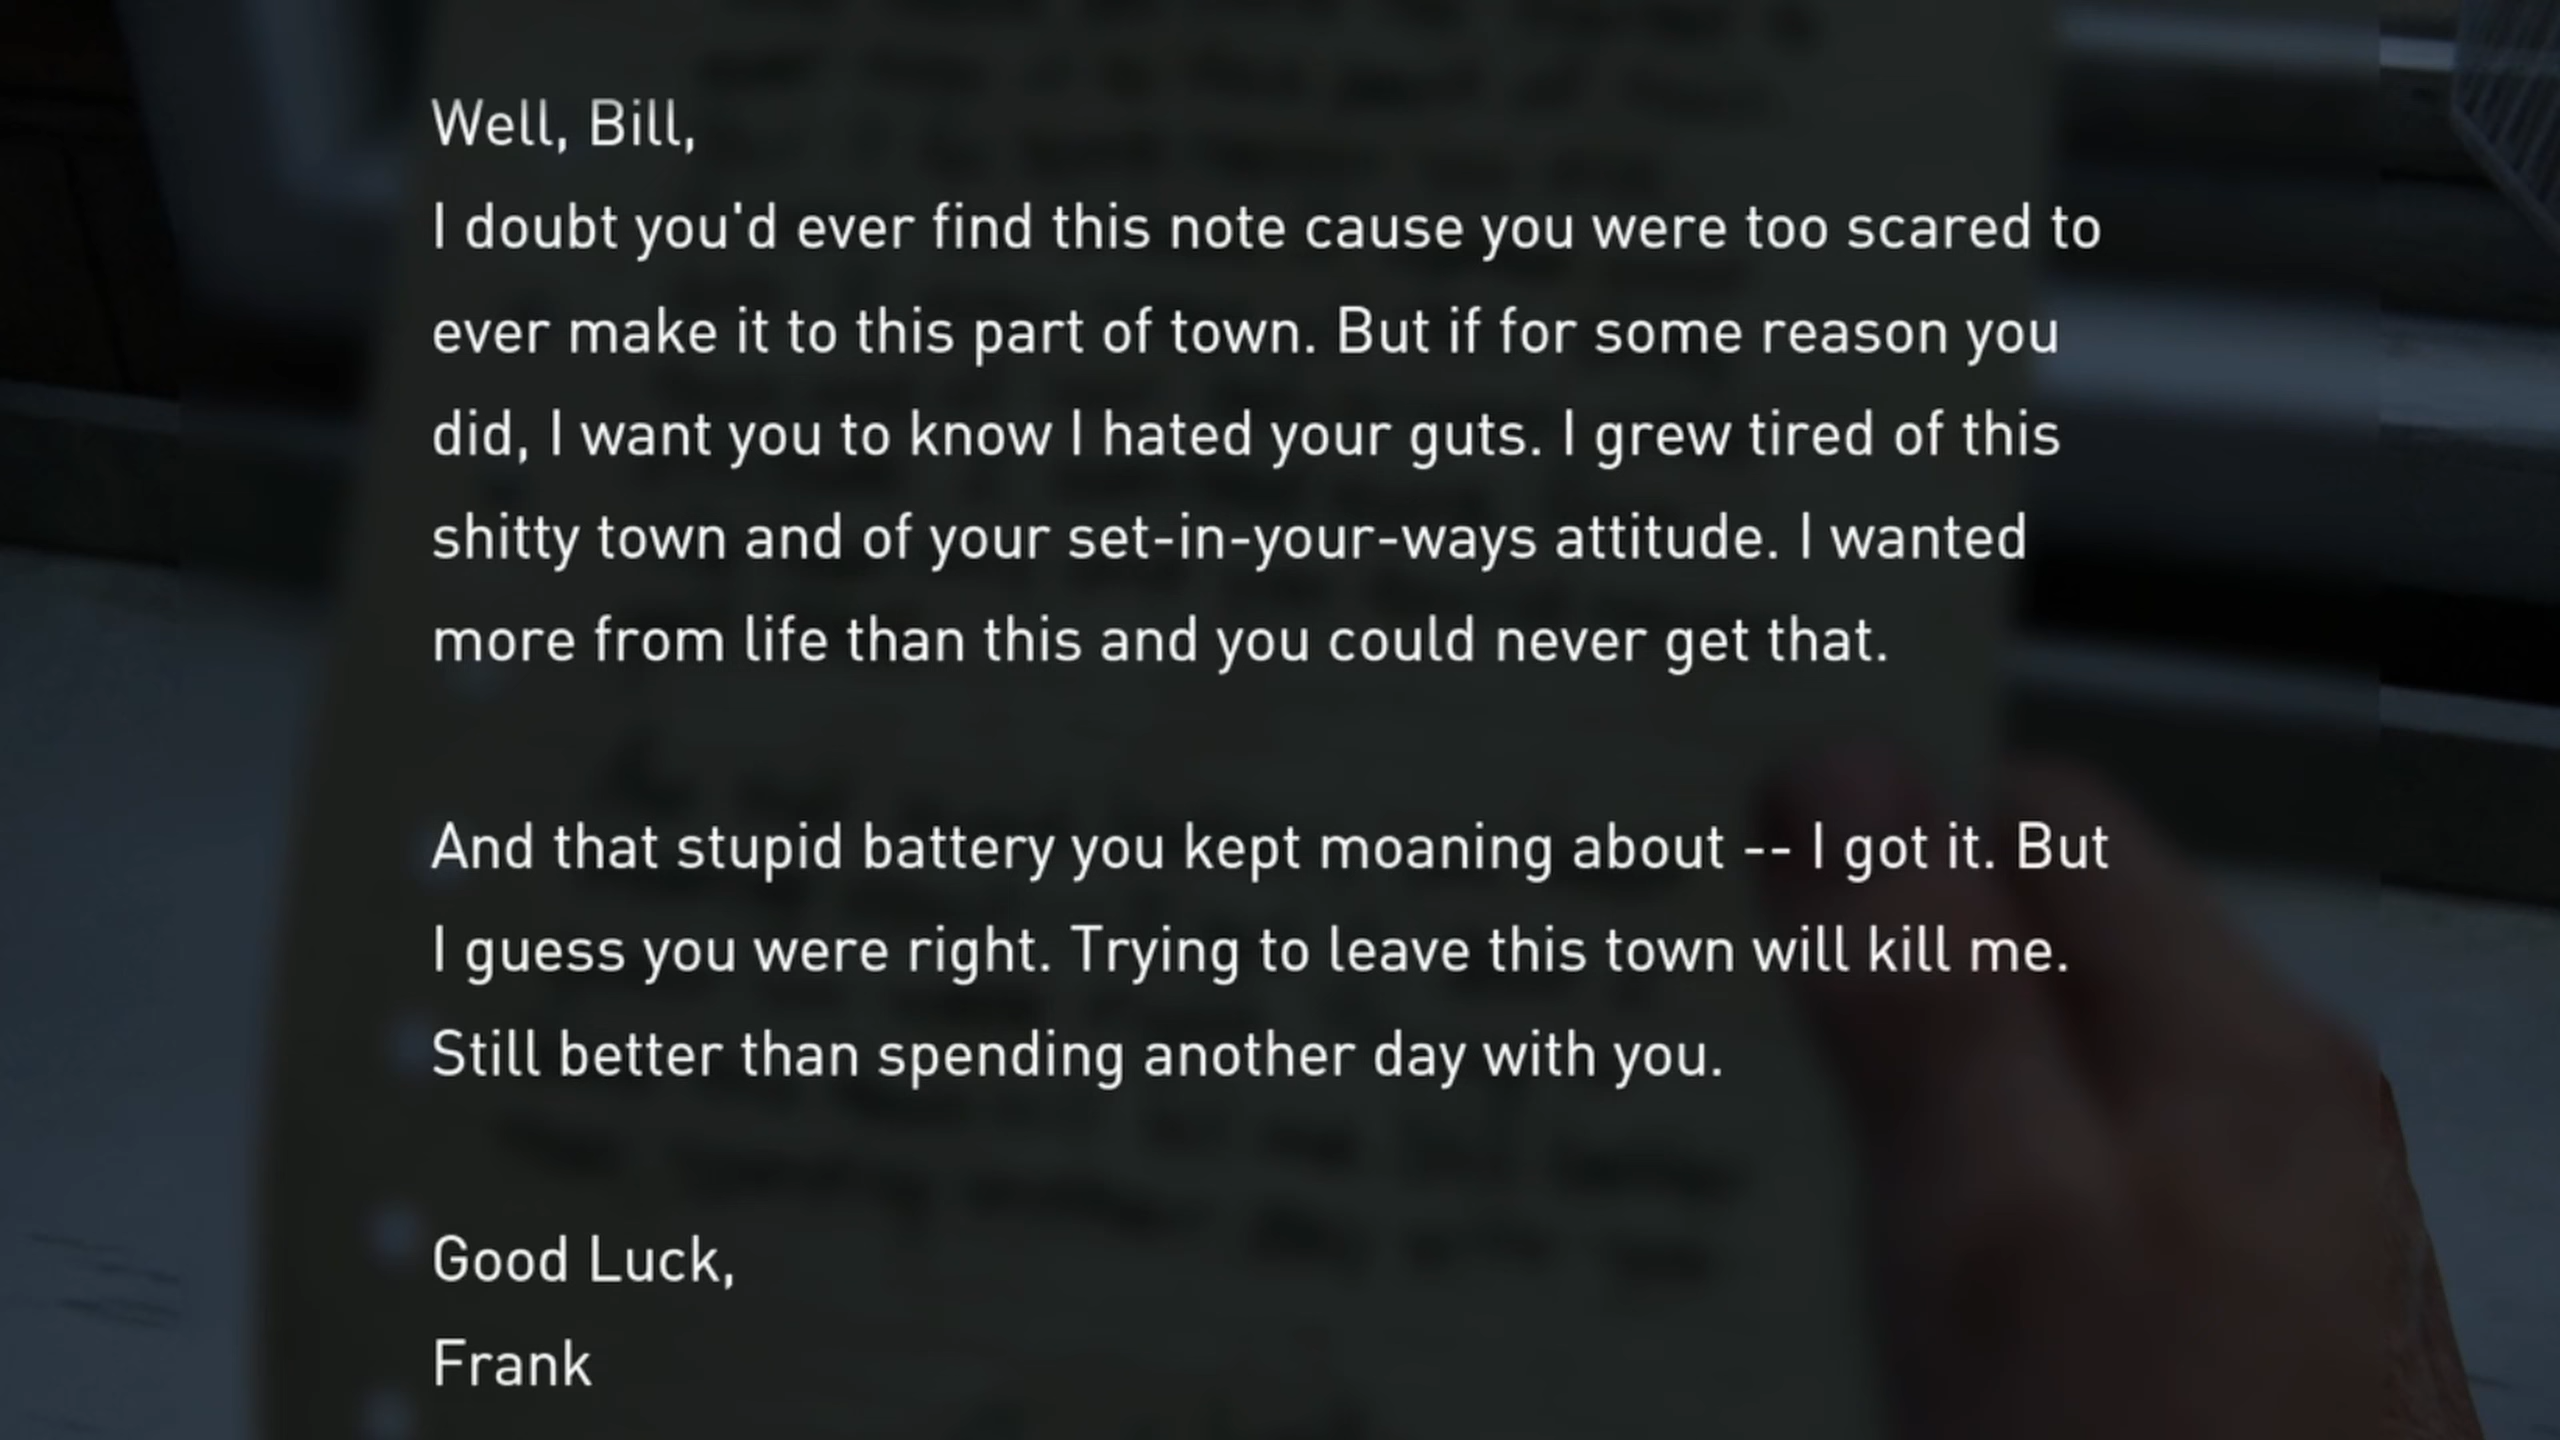 Well, Bill,
I doubt you'd ever find this note cause you were too scared to
ever make it to this part of town. But if for some reason you
did, I want you to know I hated your guts. I grew tired of this
shitty town and of your set-in-your-ways attitude. I wanted
more from life than this and you could never get that.
And that stupid battery you kept moaning about -- I got it. But
I guess you were right. Trying to leave this town will kill me.
Still better than spending another day with you.
Good Luck,
Frank